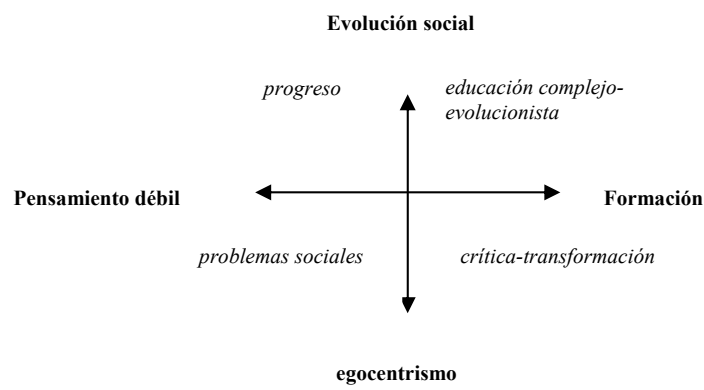 Evolución social
progreso
educación complejo-
evolucionista
Pensamiento débil
Formación
problemas sociales
crítica-transformación
egocentrismo